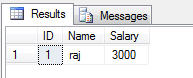 Results Messages
ID Name Salary
1 1 raj 3000